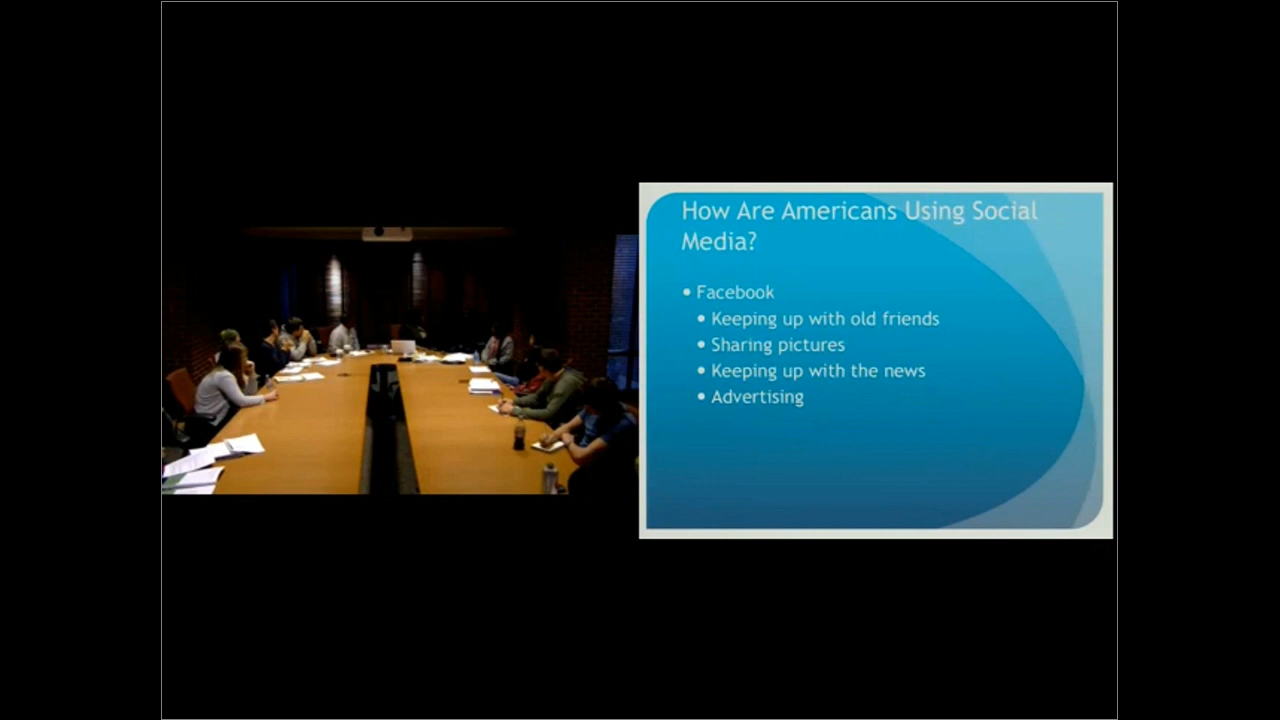 How Are Americans Using Social
Media?
• Facebook
• Keeping up with old friends
• Sharing pictures
• Keeping up with the news
• Advertising